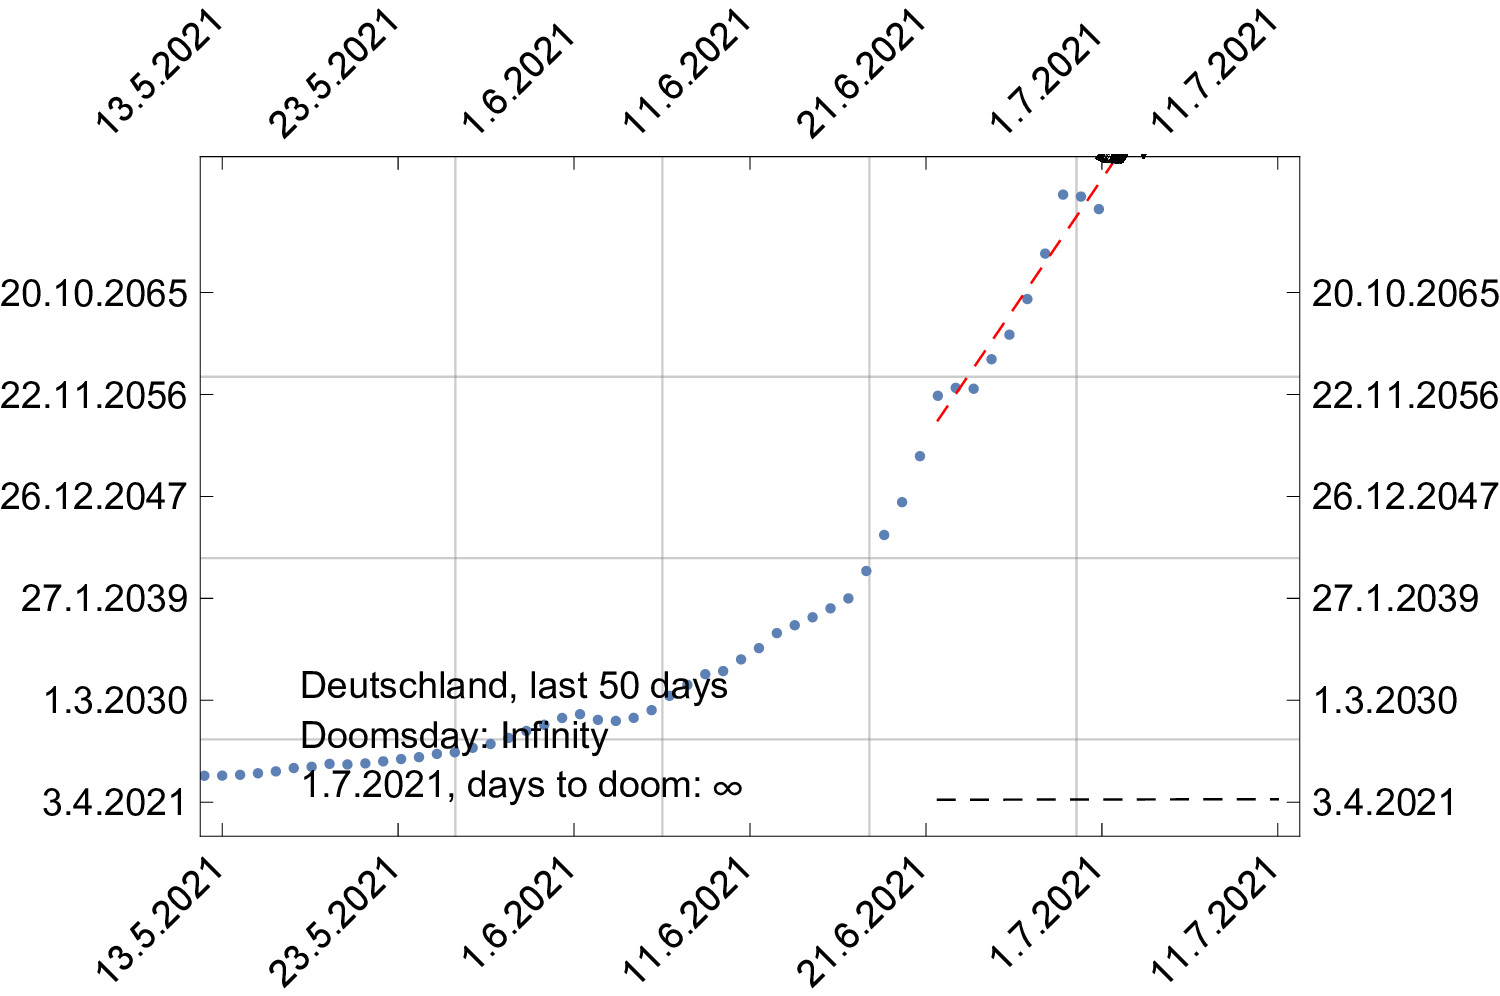 13.5.2021 23.5.2021 1.6.2021 11.6.2021 21.6.2021 1.7.2021 11.7.2021
20.10.2065 20.10.2065
22.11.2056 22.11.2056
26.12.2047 26.12.2047
27.1.2039 27.1.2039
Deutschland, last 50 days
1.3.2030 1.3.2030
Doomsday: Infinity
1.7.2021, days to doom: ∞
3.4.2021 3.4.2021
13.5.2021 23.5.2021 1.6.2021 11.6.2021 21.6.2021 1.7.2021 11.7.2021